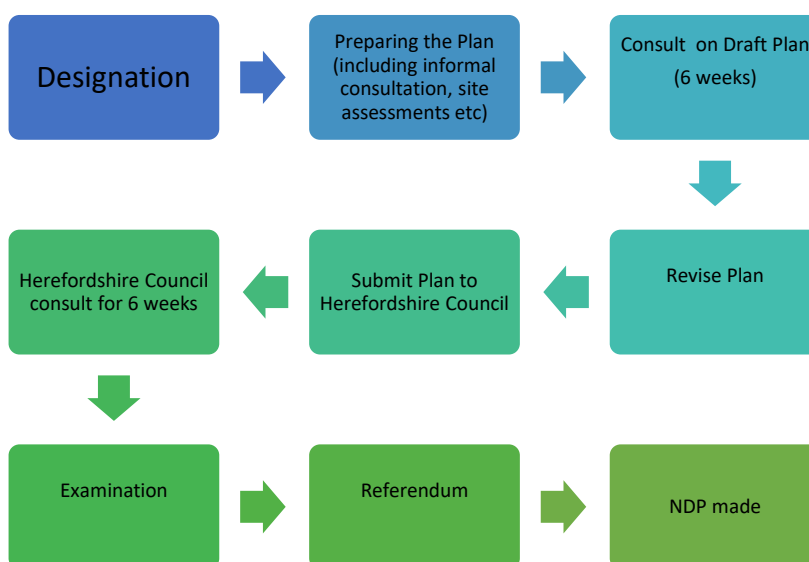 Designation
Preparing the Plan
(including informal
consultation, site
assessments etc)
Consult  on Draft Plan
(6 weeks)
Revise Plan
Submit Plan to
Herefordshire Council
Herefordshire Council
consult for 6 weeks
Examination
Referendum
NDP made